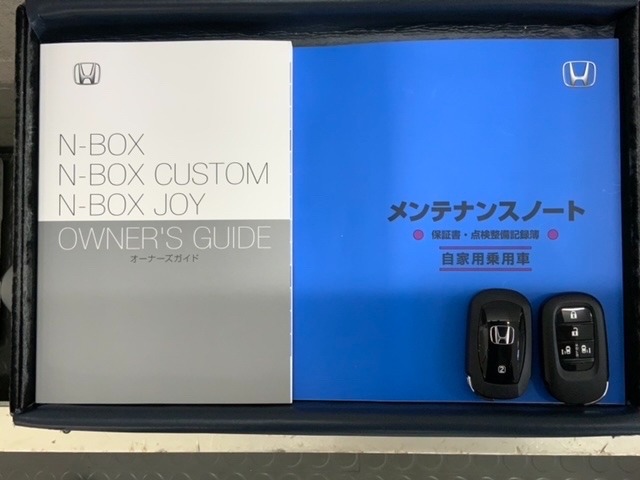 N-BOX
N-BOX CUSTOM
N-BOX JOY
OWNER'S GUIDE
オーナーズガイド
メンテナンスノート
保証書・点検整備記録簿
自家用乗用車
2